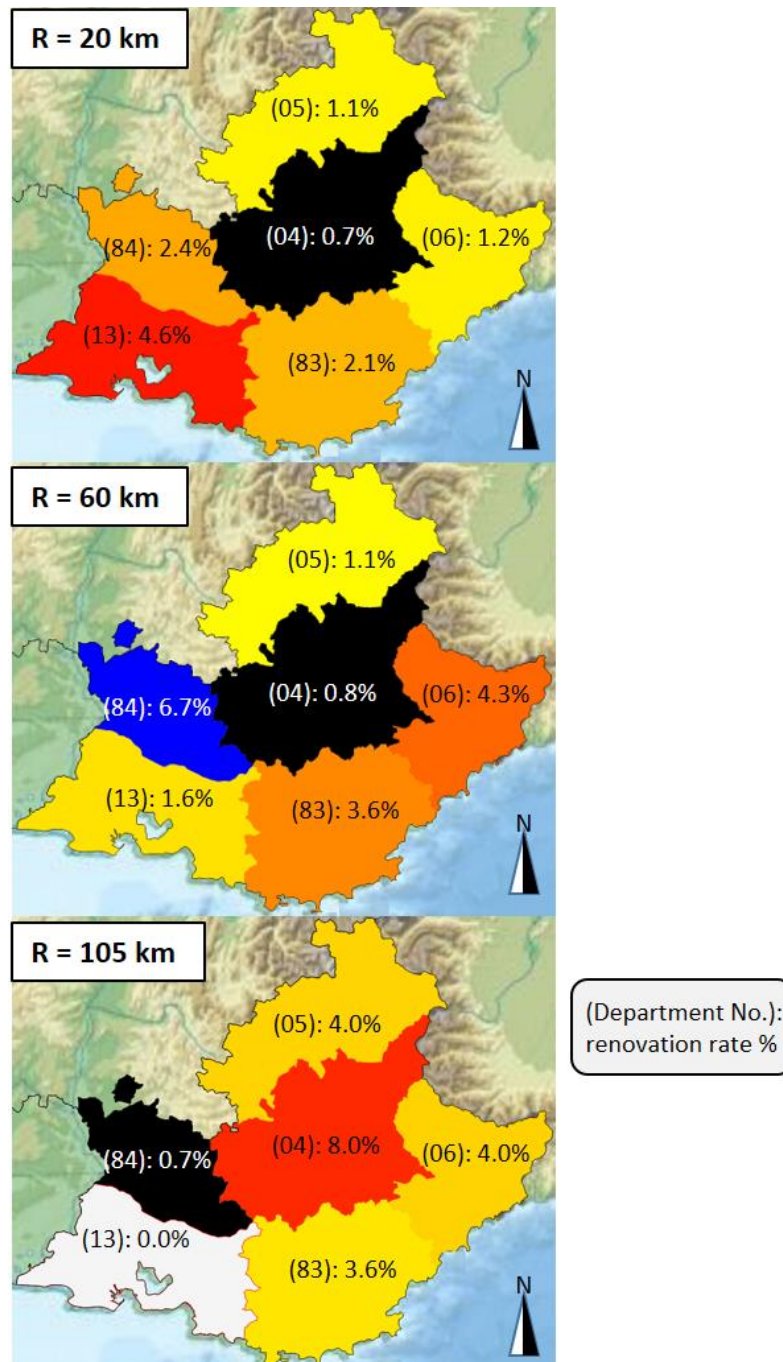 R = 20 km
(05): 1.1%
(04): 0.7%
(06): 1.2%
(84): 2.4%
(13): 4.6%
(83): 2.1%
N
R = 60 km
(05): 1.1%
(04): 0.8%
(06): 4.3%
(84): 6.7%
(13): 1.6%
(83): 3.6%
N
R = 105 km
(05): 4.0%
(04): 8.0%
(06): 4.0%
(84): 0.7%
(13): 0.0%
(83): 3.6%
N
(Department No.):
renovation rate %